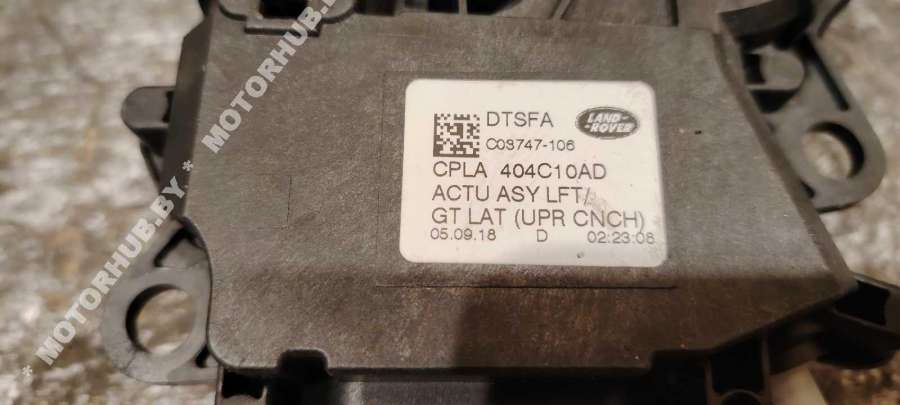 DTSFA
LAND-
-ROVER
C03747-106
CPLA 404C10AD
ACTU ASY LFT/
GT LAT (UPR CNCH)
05.09.18 D 02:23:08
* MOTORHUB.BY * MOTORHUB.BY